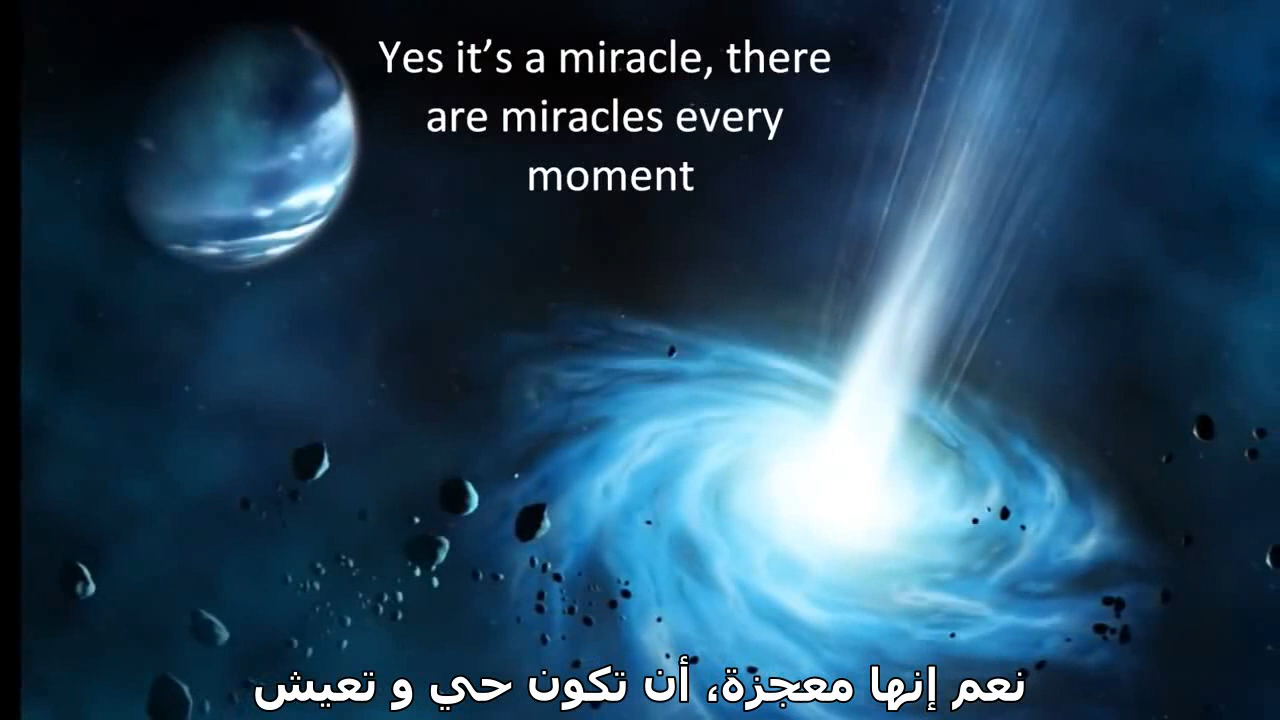 Yes it’s a miracle, there
are miracles every
moment
نعم إنها معجزة، أن تكون حي و تعيش